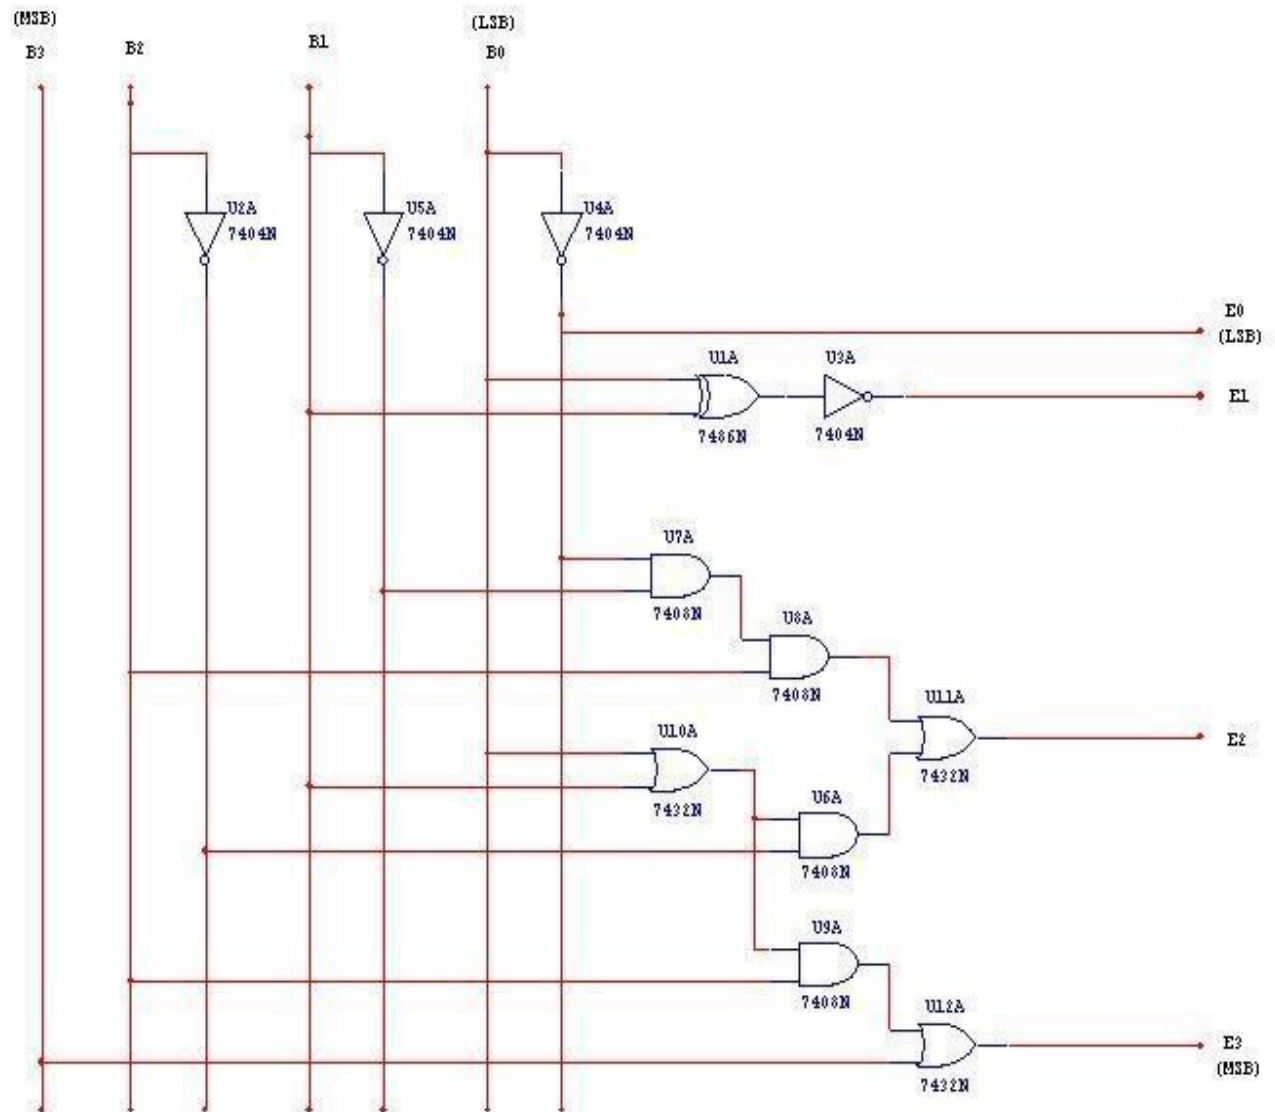 (MSB)
B3
B2
B1
(LSB)
B0
U2A
7404N
U5A
7404N
U4A
7404N
E0
(LSB)
U1A
7486N
U3A
7404N
E1
U7A
7408N
U8A
7408N
U11A
7432N
E2
U10A
7432N
U6A
7408N
U9A
7408N
U12A
7432N
E3
(MSB)